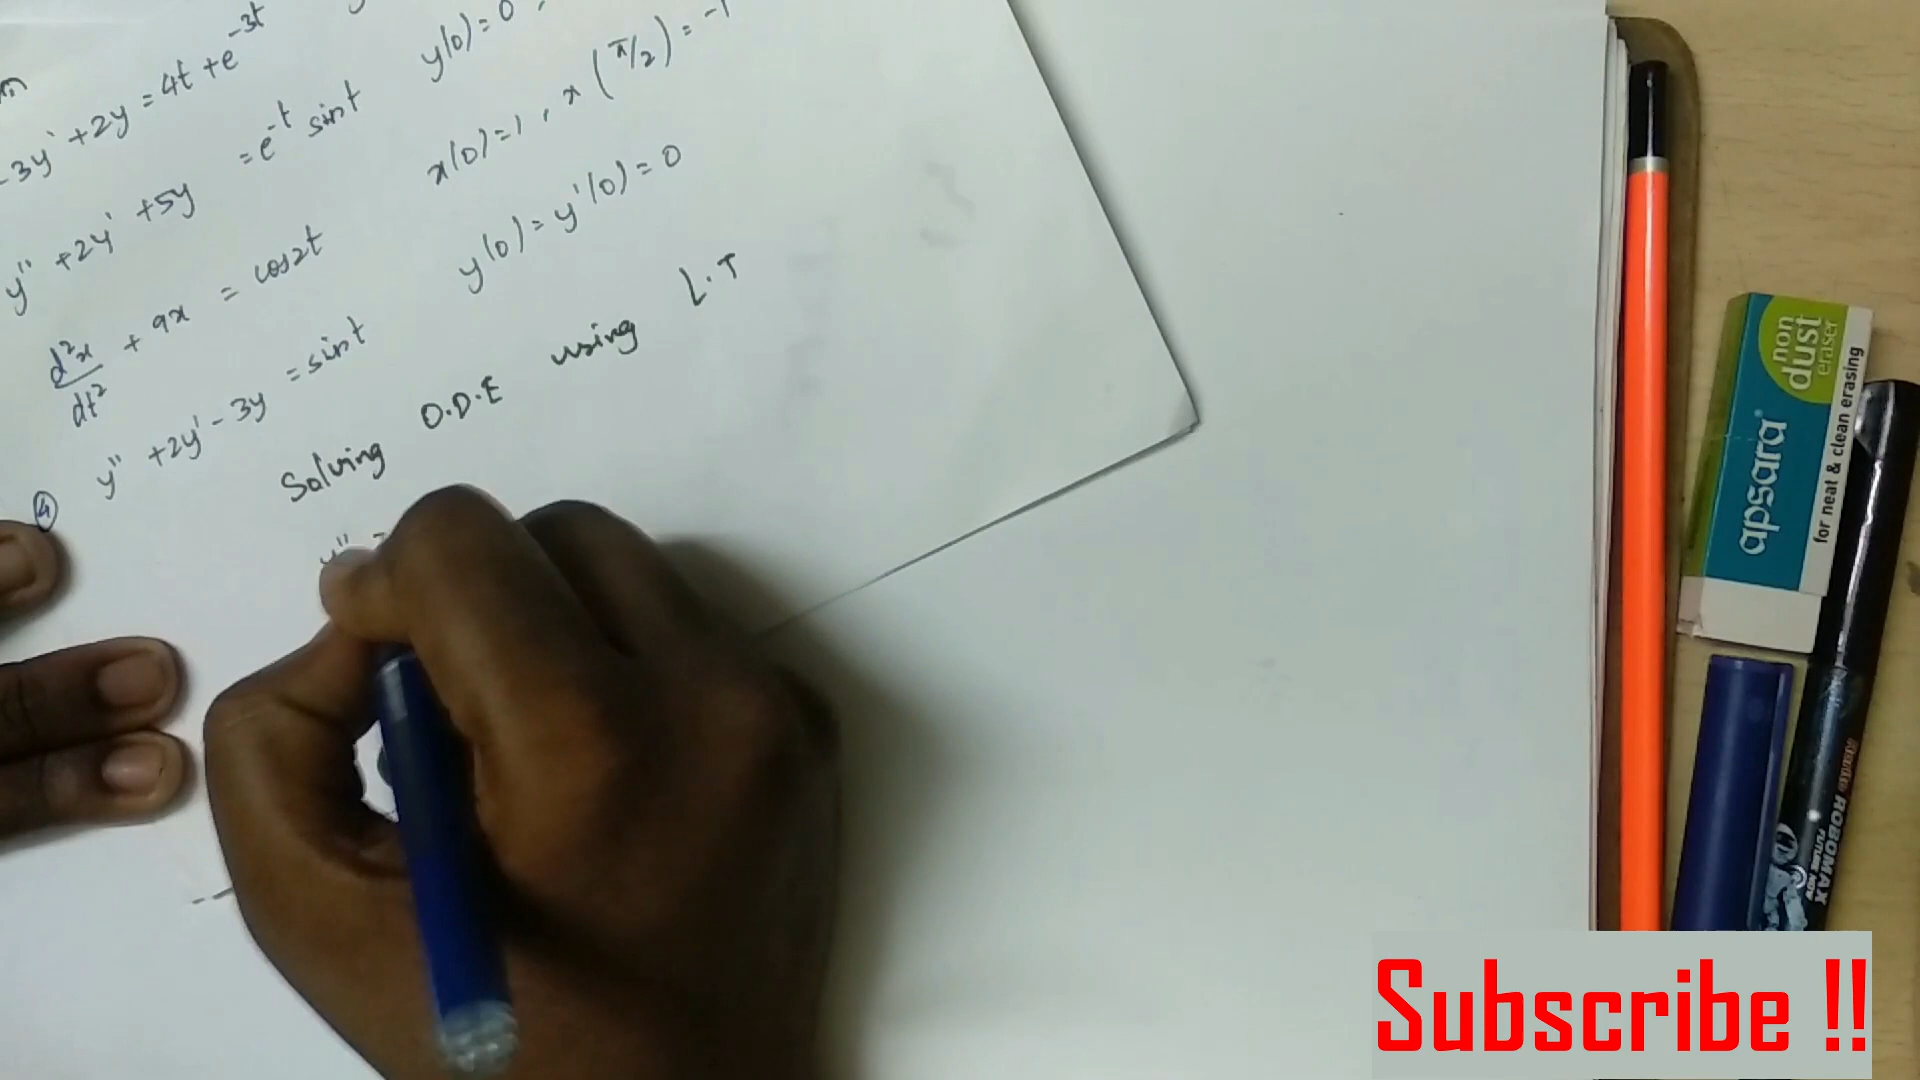 -3y' + 2y = 4t + e^-3t y(0) = 0
y'' + 2y' + 5y = e^-t sint
d²x/dt² + 9x = cos2t x(0) = 1, x(π/2) = -1
④ y'' + 2y' - 3y = sint y(0) = y'(0) = 0
Solving O.D.E using L.T
y''
non
dust
eraser
apsara
for neat & clean erasing
ROBOMAX
Subscribe !!